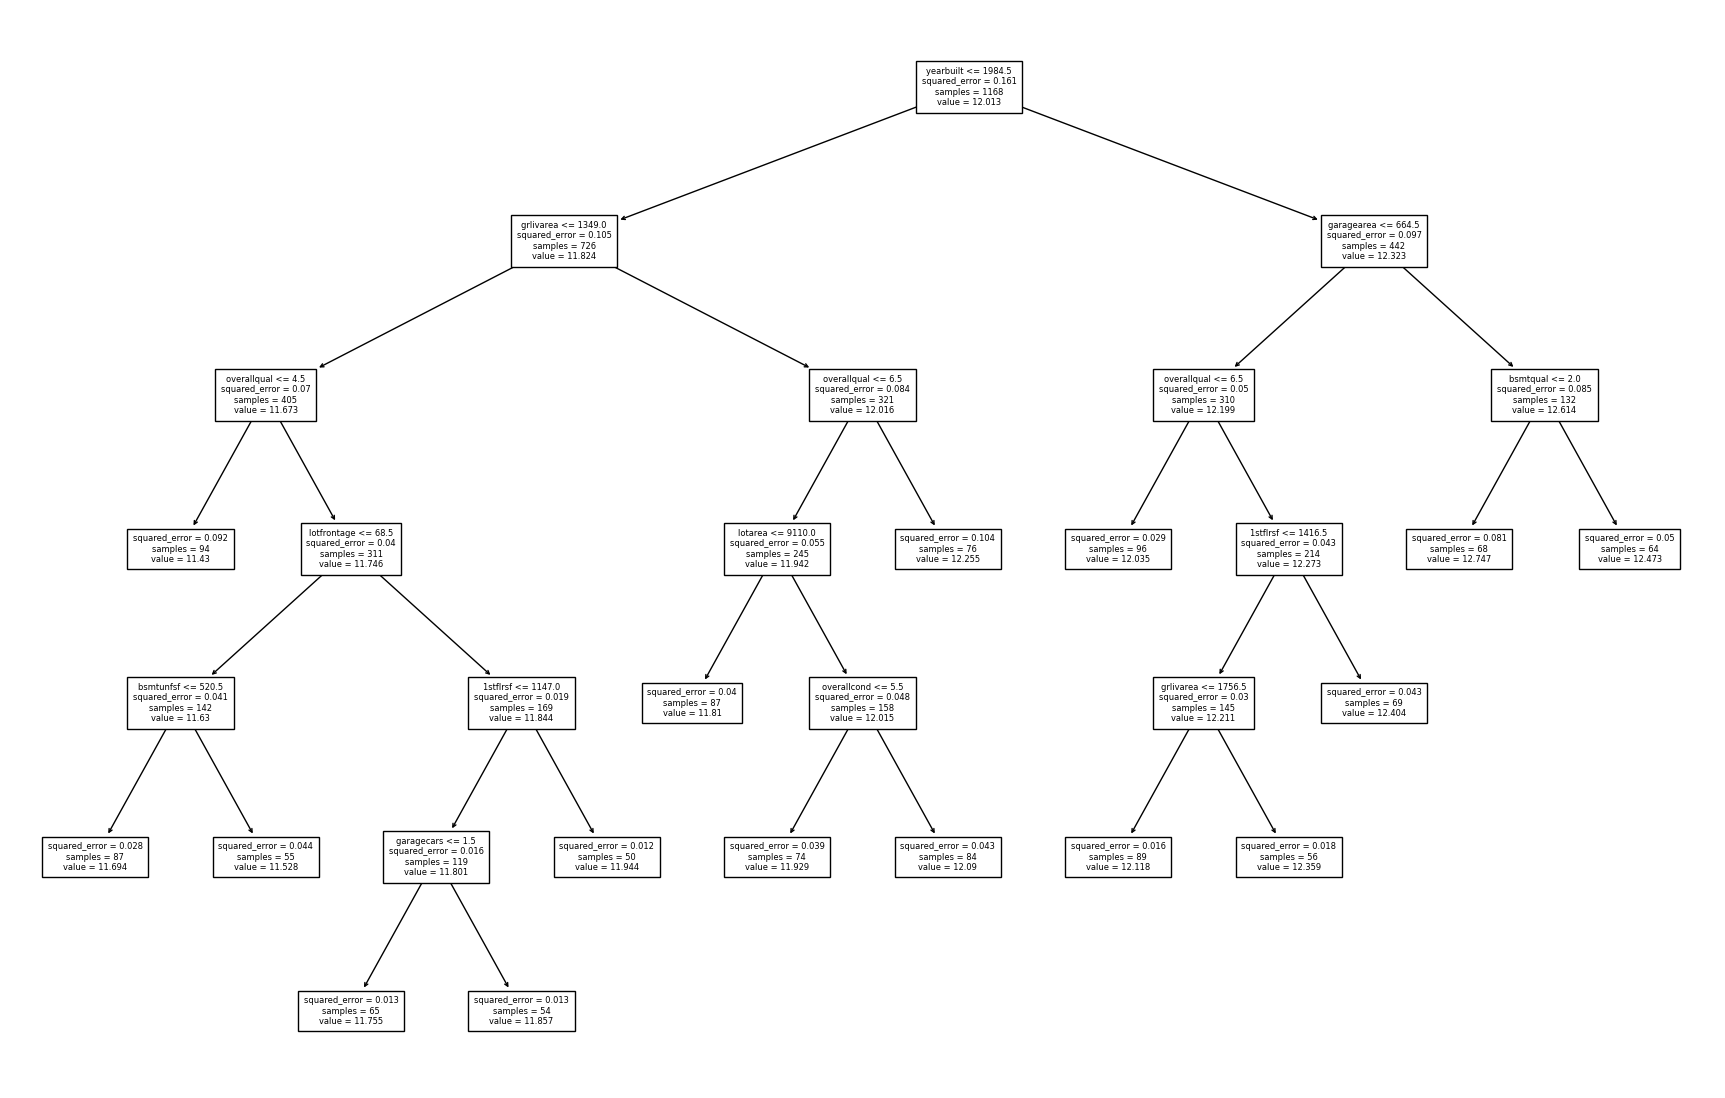 yearbuilt <= 1984.5
squared_error = 0.161
samples = 1168
value = 12.013
grlivarea <= 1349.0
squared_error = 0.105
samples = 726
value = 11.824
garagearea <= 664.5
squared_error = 0.097
samples = 442
value = 12.323
overallqual <= 4.5
squared_error = 0.07
samples = 405
value = 11.673
overallqual <= 6.5
squared_error = 0.084
samples = 321
value = 12.016
overallqual <= 6.5
squared_error = 0.05
samples = 310
value = 12.199
bsmtqual <= 2.0
squared_error = 0.085
samples = 132
value = 12.614
squared_error = 0.092
samples = 94
value = 11.43
lotfrontage <= 68.5
squared_error = 0.04
samples = 311
value = 11.746
lotarea <= 9110.0
squared_error = 0.055
samples = 245
value = 11.942
squared_error = 0.104
samples = 76
value = 12.255
squared_error = 0.029
samples = 96
value = 12.035
1stflrsf <= 1416.5
squared_error = 0.043
samples = 214
value = 12.273
squared_error = 0.081
samples = 68
value = 12.747
squared_error = 0.05
samples = 64
value = 12.473
bsmtunfsf <= 520.5
squared_error = 0.041
samples = 142
value = 11.63
1stflrsf <= 1147.0
squared_error = 0.019
samples = 169
value = 11.844
squared_error = 0.04
samples = 87
value = 11.81
overallcond <= 5.5
squared_error = 0.048
samples = 158
value = 12.015
grlivarea <= 1756.5
squared_error = 0.03
samples = 145
value = 12.211
squared_error = 0.043
samples = 69
value = 12.404
squared_error = 0.028
samples = 87
value = 11.694
squared_error = 0.044
samples = 55
value = 11.528
garagecars <= 1.5
squared_error = 0.016
samples = 119
value = 11.801
squared_error = 0.012
samples = 50
value = 11.944
squared_error = 0.039
samples = 74
value = 11.929
squared_error = 0.043
samples = 84
value = 12.09
squared_error = 0.016
samples = 89
value = 12.118
squared_error = 0.018
samples = 56
value = 12.359
squared_error = 0.013
samples = 65
value = 11.755
squared_error = 0.013
samples = 54
value = 11.857